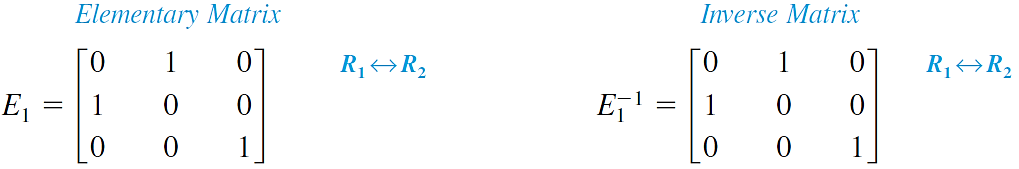 Elementary Matrix Inverse Matrix
0 1 0 R₁↔R₂ 0 1 0 R₁↔R₂
E₁ = 1 0 0 E₁⁻¹ = 1 0 0
0 0 1 0 0 1